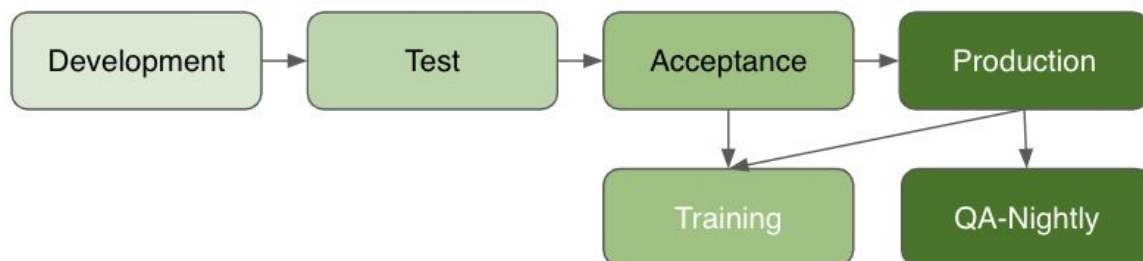 Development
Test
Acceptance
Production
Training
QA-Nightly